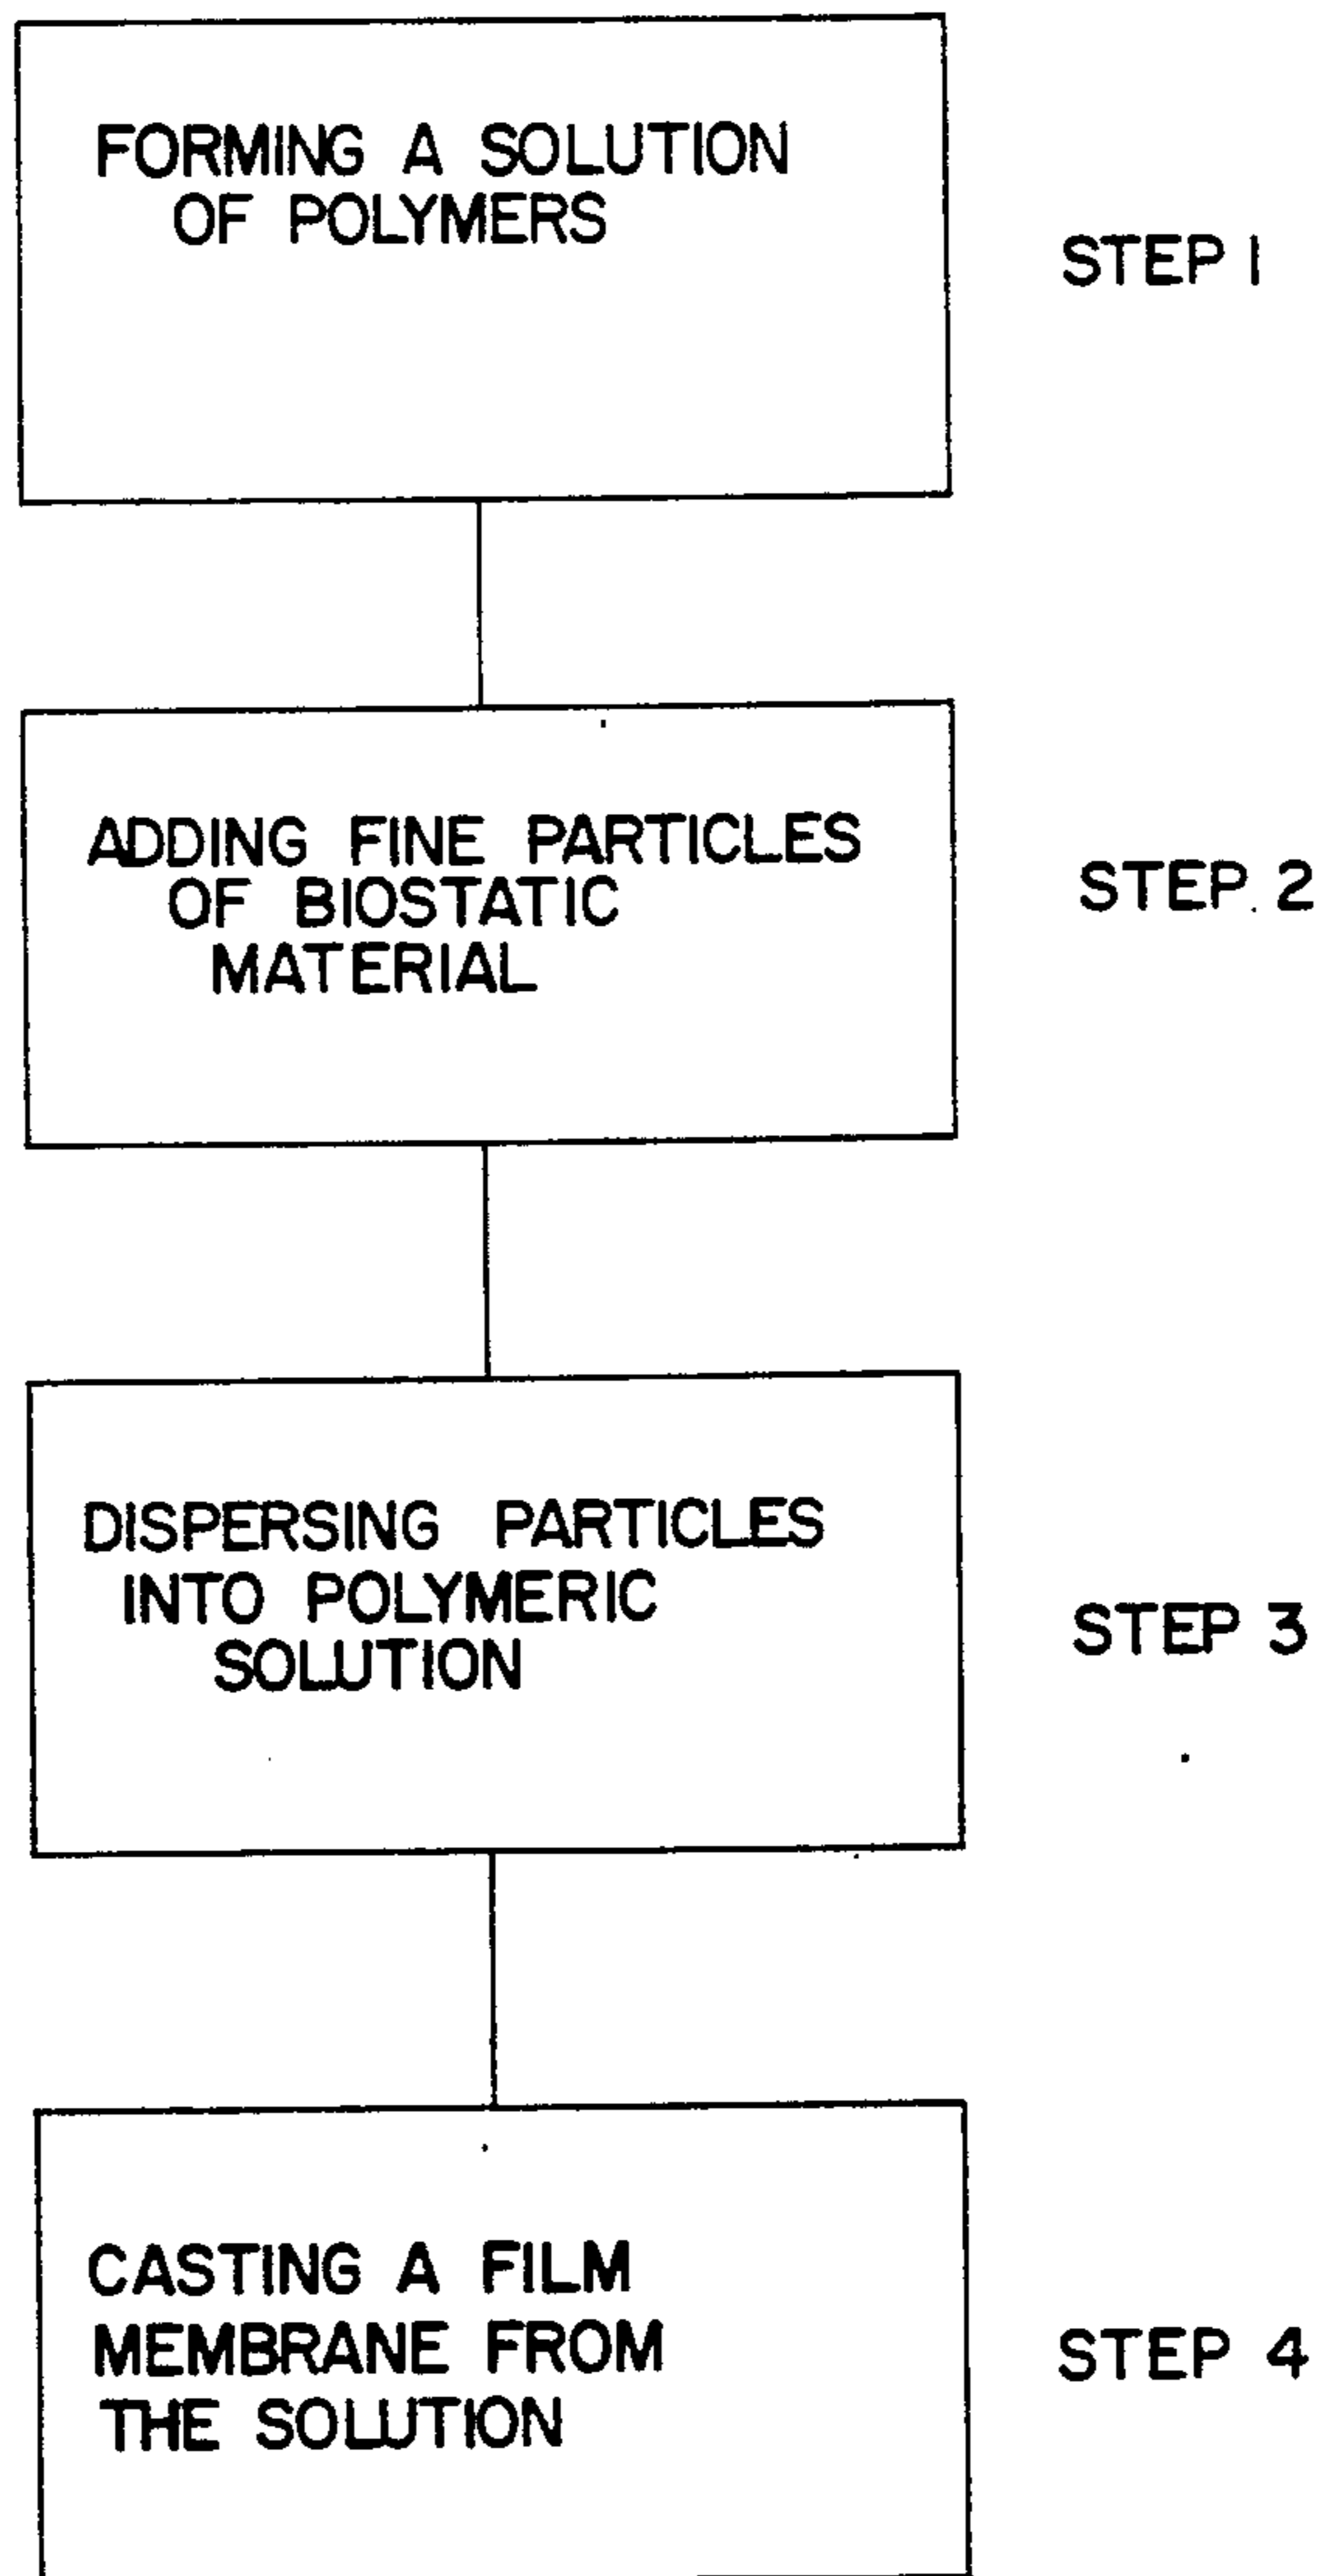 FORMING A SOLUTION
OF POLYMERS
STEP 1
ADDING FINE PARTICLES
OF BIOSTATIC
MATERIAL
STEP 2
DISPERSING PARTICLES
INTO POLYMERIC
SOLUTION
STEP 3
CASTING A FILM
MEMBRANE FROM
THE SOLUTION
STEP 4